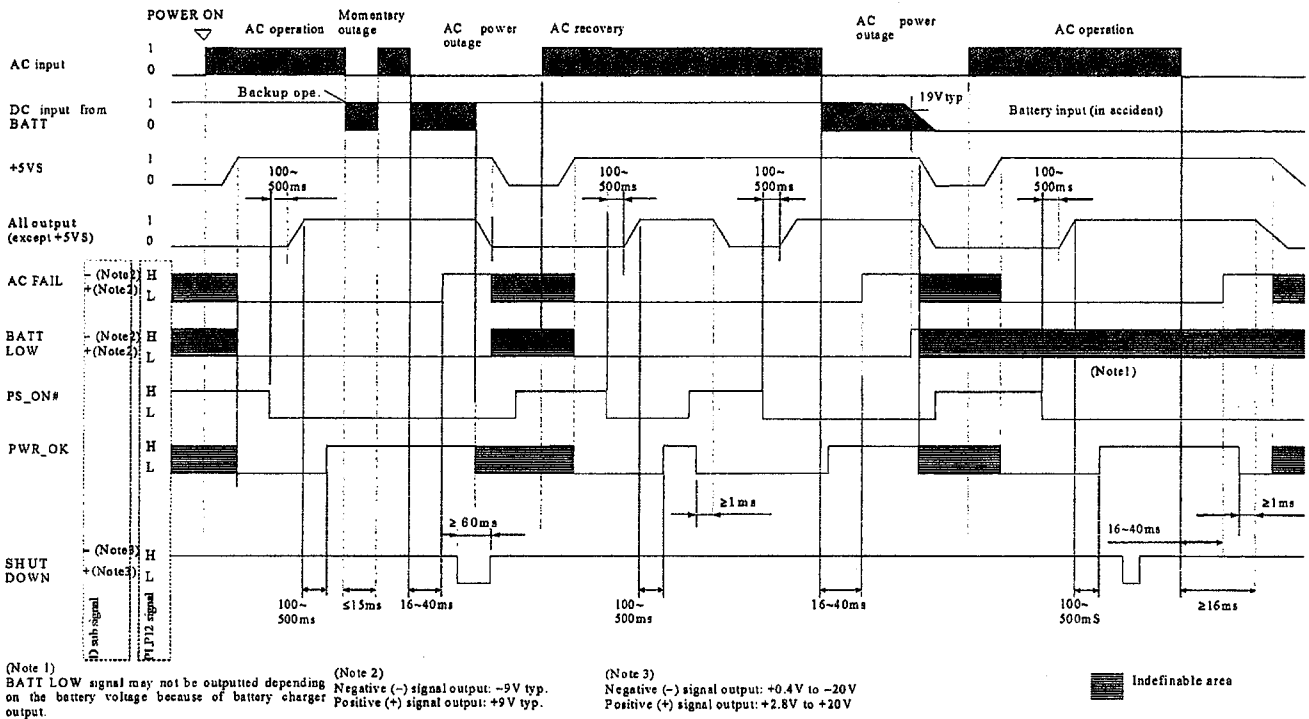 POWER ON
AC operation
Momentary
outage
AC power
outage
AC recovery
AC power
outage
AC operation
AC input
1
0
Backup ope.
19V typ
DC input from
BATT
1
0
Battery input (in accident)
+5VS
1
0
100~
500ms
100~
500ms
100~
500ms
100~
500ms
All output
(except +5VS)
1
0
AC FAIL
- (Note2) H
+(Note2) L
BATT
LOW
- (Note2) H
+(Note2) L
(Note1)
PS_ON#
H
L
PWR_OK
H
L
≥1ms
≥1ms
≥ 60ms
16~40ms
SHUT
DOWN
- (Note3) H
+(Note3) L
100~
500ms
≤15ms
16~40ms
100~
500ms
16~40ms
100~
500mS
≥16ms
D sub signal
P1,P12 signal
(Note 1)
BATT LOW signal may not be outputted depending
on the battery voltage because of battery charger
output.
(Note 2)
Negative (-) signal output: -9V typ.
Positive (+) signal output: +9V typ.
(Note 3)
Negative (-) signal output: +0.4V to -20V
Positive (+) signal output: +2.8V to +20V
Indefinable area